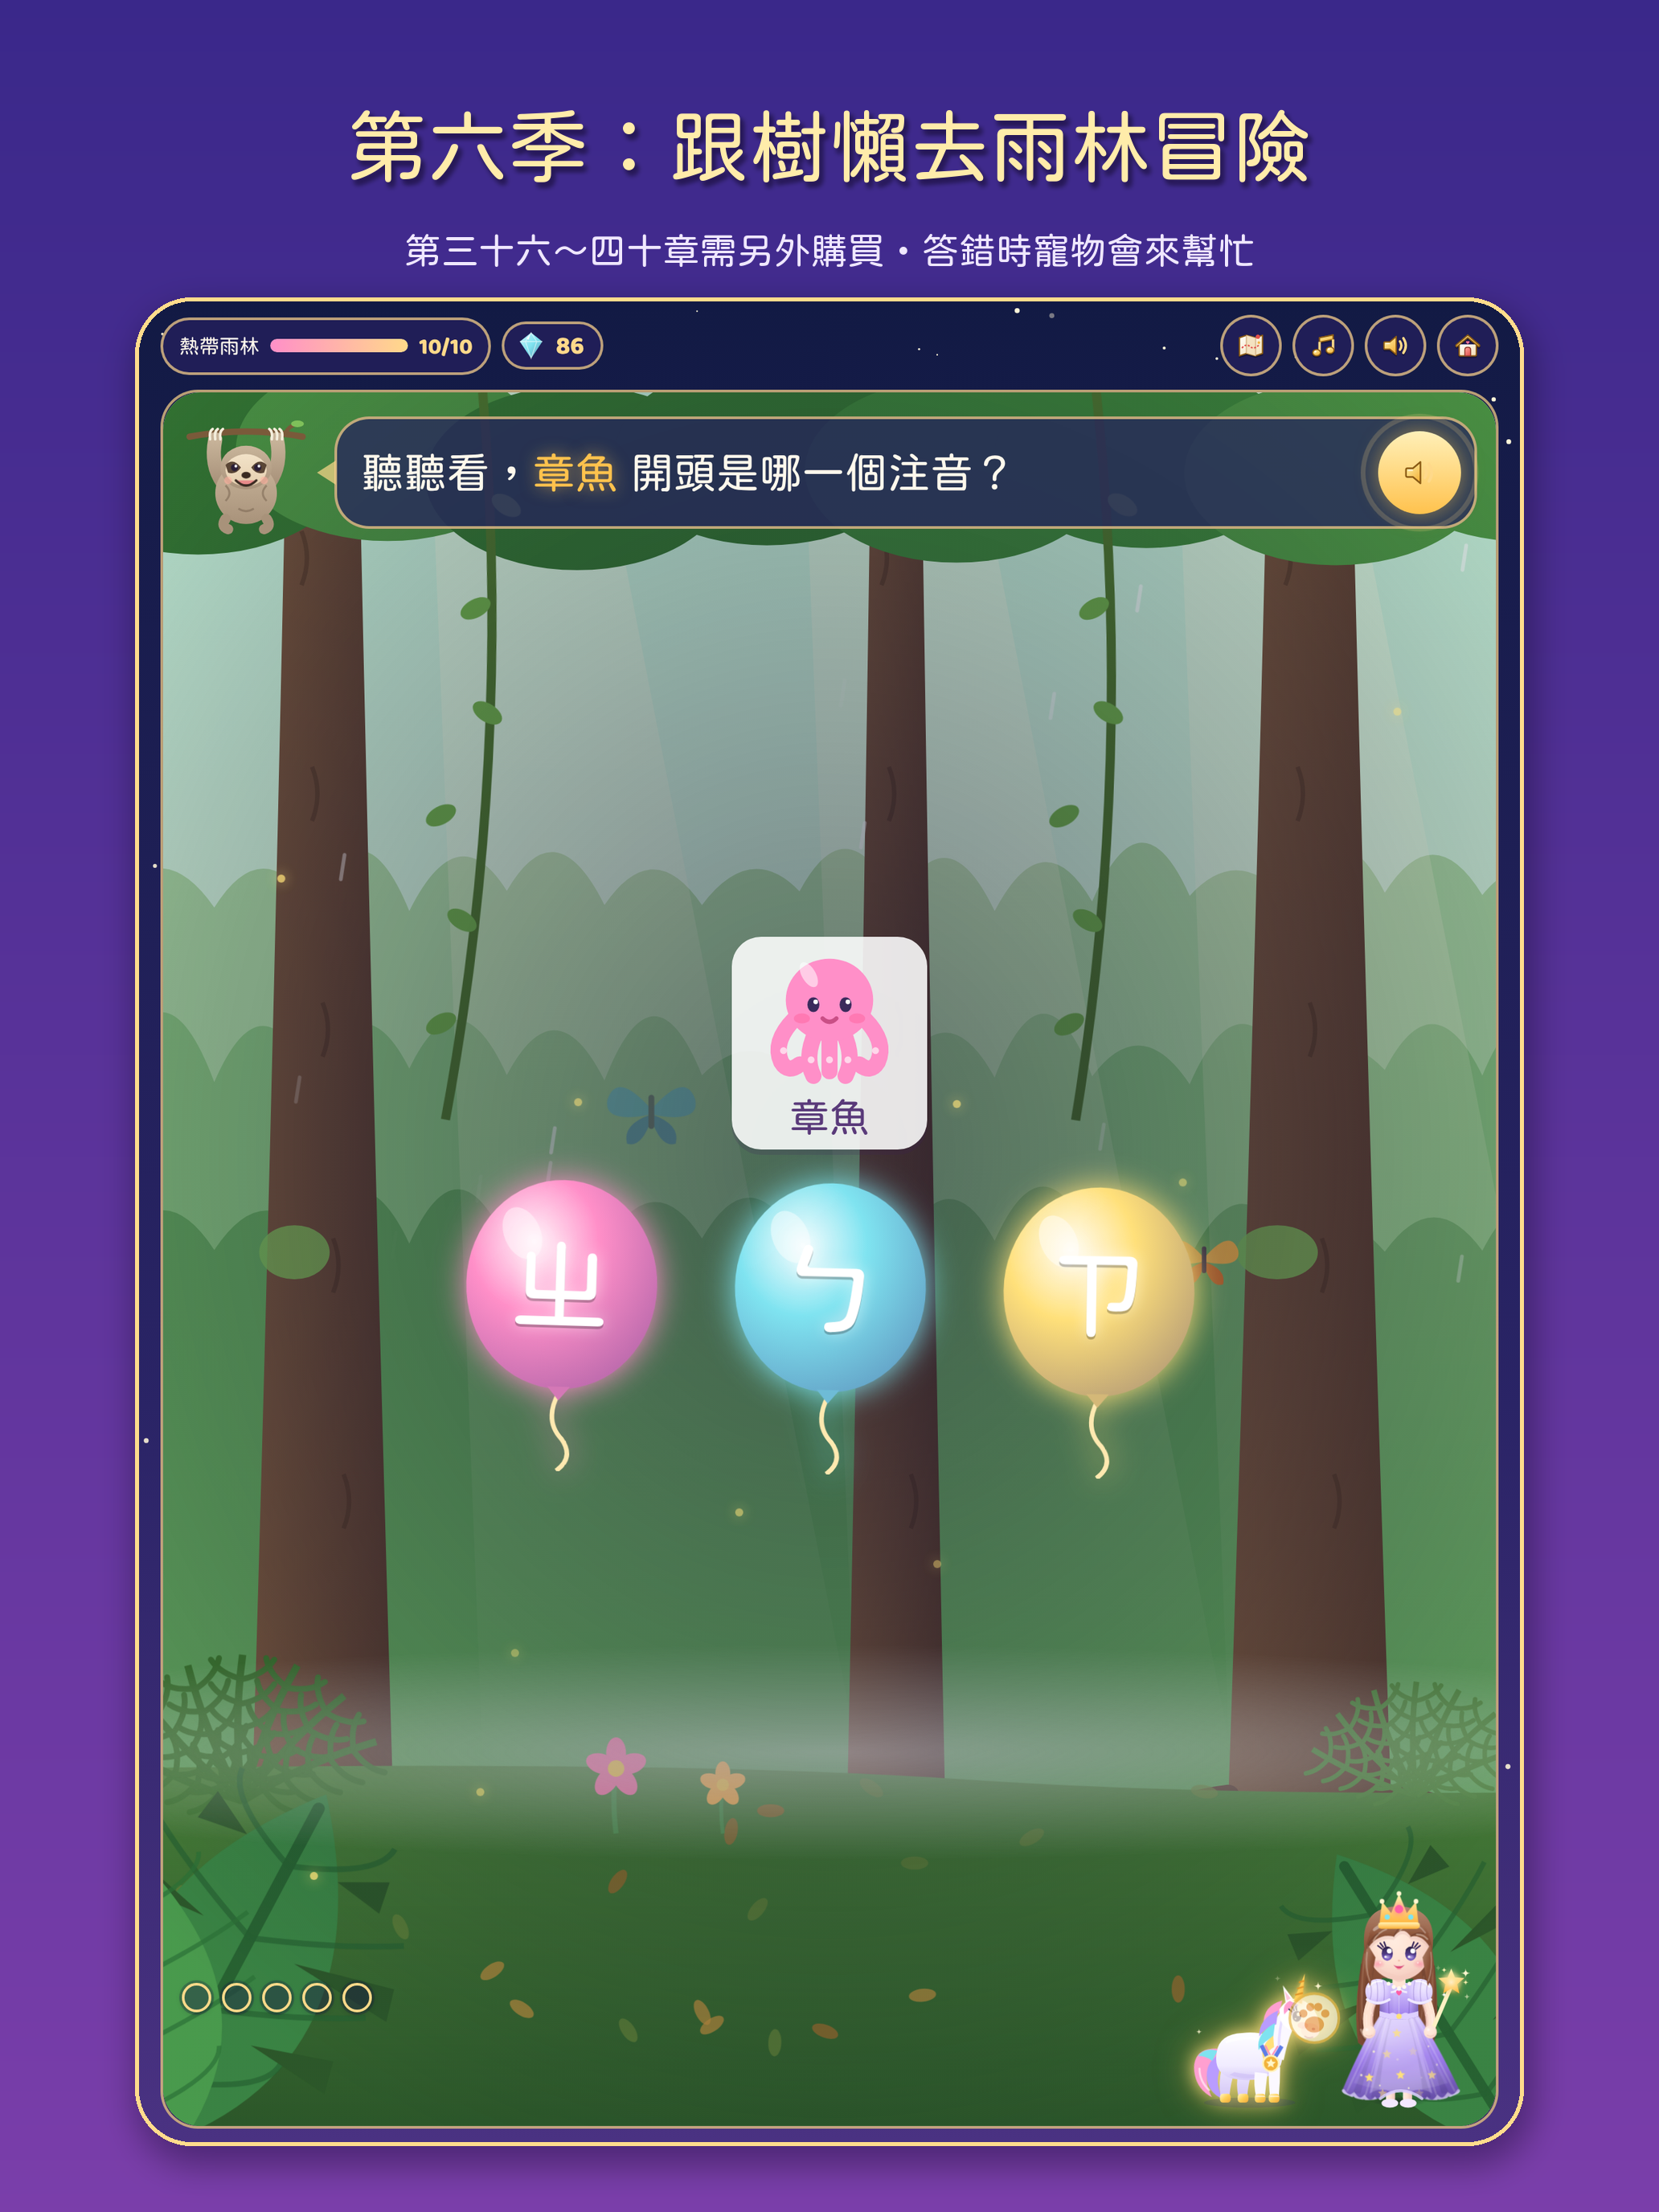 第六季：跟樹懶去雨林冒險
第三十六～四十章需另外購買・答錯時寵物會來幫忙
熱帶雨林 10/10 86
聽聽看，章魚 開頭是哪一個注音？
章魚
ㄓ ㄅ ㄗ